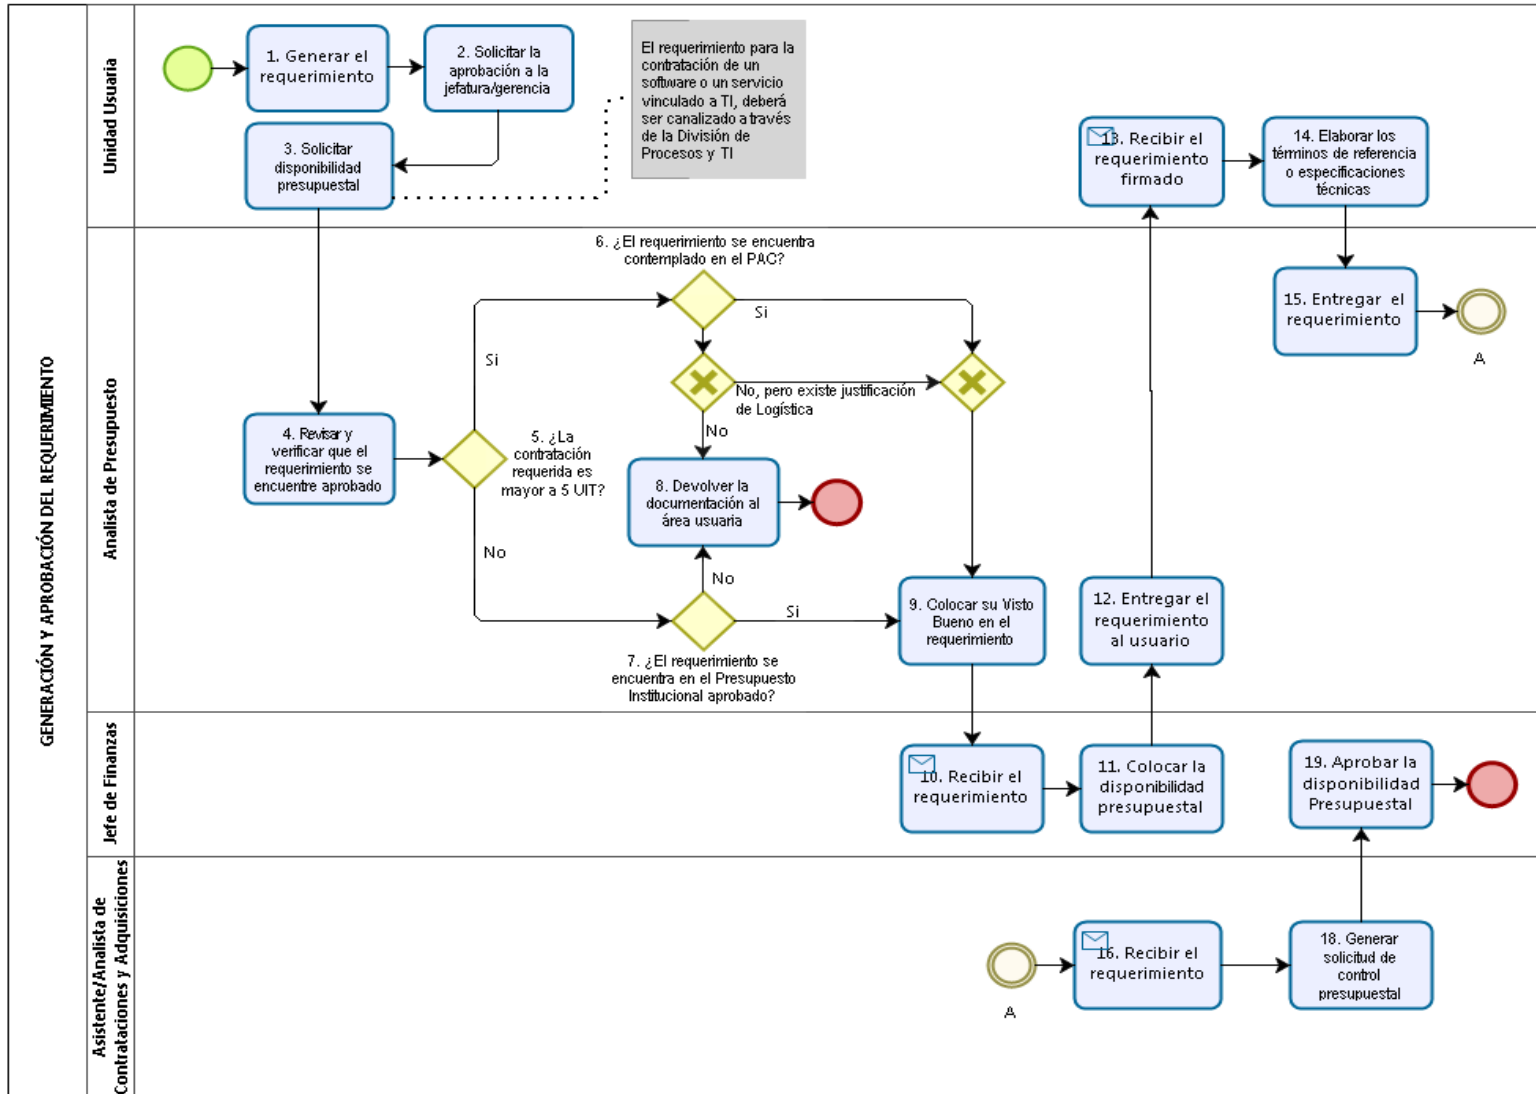 GENERACIÓN Y APROBACIÓN DEL REQUERIMIENTO
Unidad Usuaria
1. Generar el
requerimiento
2. Solicitar la
aprobación a la
jefatura/gerencia
3. Solicitar
disponibilidad
presupuestal
El requerimiento para la
contratación de un
software o un servicio
vinculado a TI, deberá
ser canalizado a través
de la División de
Procesos y TI
13. Recibir el
requerimiento
firmado
14. Elaborar los
términos de referencia
o especificaciones
técnicas
Analista de Presupuesto
4. Revisar y
verificar que el
requerimiento se
encuentre aprobado
5. ¿La
contratación
requerida es
mayor a 5 UIT?
Si
No
6. ¿El requerimiento se encuentra
contemplado en el PAC?
Si
No, pero existe justificación
de Logística
No
8. Devolver la
documentación al
área usuaria
No
Si
7. ¿El requerimiento se
encuentra en el Presupuesto
Institucional aprobado?
9. Colocar su Visto
Bueno en el
requerimiento
12. Entregar el
requerimiento
al usuario
15. Entregar el
requerimiento
A
Jefe de Finanzas
10. Recibir el
requerimiento
11. Colocar la
disponibilidad
presupuestal
19. Aprobar la
disponibilidad
Presupuestal
Asistente/Analista de
Contrataciones y Adquisiciones
A
16. Recibir el
requerimiento
18. Generar
solicitud de
control
presupuestal